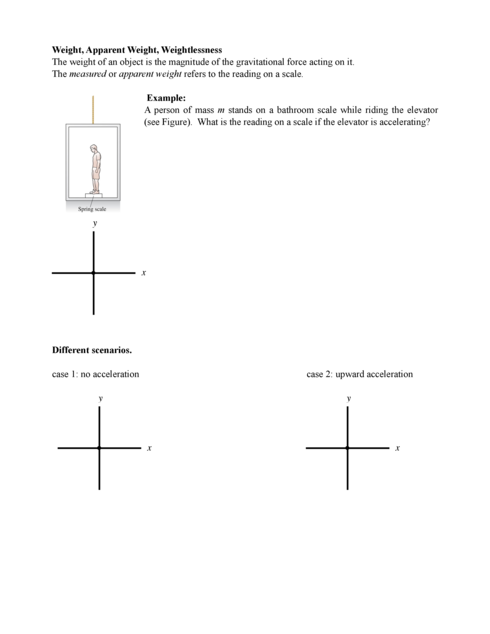 Weight, Apparent Weight, Weightlessness
The weight of an object is the magnitude of the gravitational force acting on it.
The measured or apparent weight refers to the reading on a scale.
Example:
A person of mass m stands on a bathroom scale while riding the elevator
(see Figure). What is the reading on a scale if the elevator is accelerating?
Spring scale
y
x
Different scenarios.
case 1: no acceleration
case 2: upward acceleration
y
y
x
x